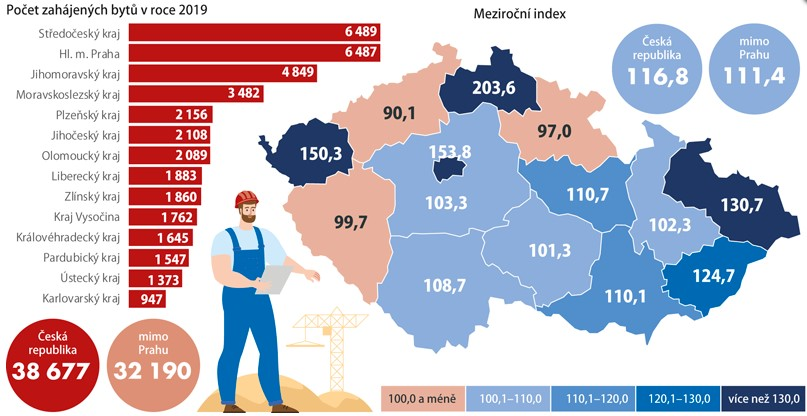 Počet zahájených bytů v roce 2019
Středočeský kraj 6 489
Hl. m. Praha 6 487
Jihomoravský kraj 4 849
Moravskoslezský kraj 3 482
Plzeňský kraj 2 156
Jihočeský kraj 2 108
Olomoucký kraj 2 089
Liberecký kraj 1 883
Zlínský kraj 1 860
Kraj Vysočina 1 762
Královéhradecký kraj 1 645
Pardubický kraj 1 547
Ústecký kraj 1 373
Karlovarský kraj 947
Česká
republika
38 677
mimo
Prahu
32 190
Meziroční index
Česká
republika
116,8
mimo
Prahu
111,4
203,6
90,1
97,0
150,3
153,8
110,7
103,3
130,7
99,7
102,3
101,3
124,7
108,7
110,1
100,0 a méně
100,1–110,0
110,1–120,0
120,1–130,0
více než 130,0